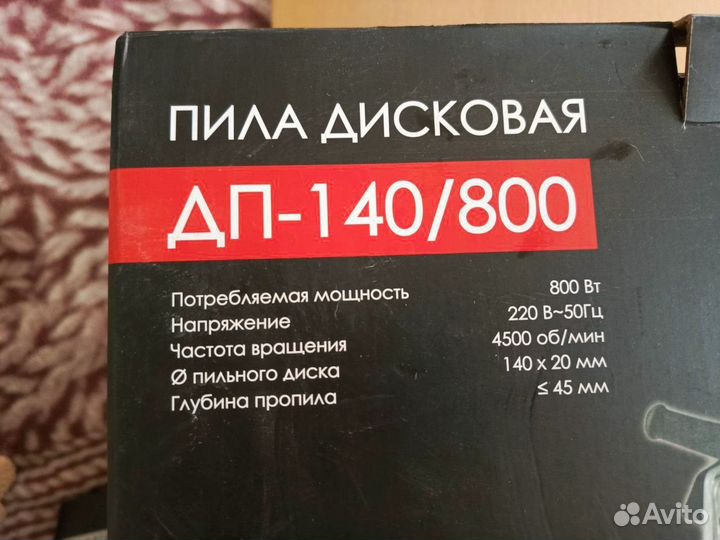 ПИЛА ДИСКОВАЯ
ДП-140/800
Потребляемая мощность 800 Вт
Напряжение 220 В~50Гц
Частота вращения 4500 об/мин
Ø пильного диска 140 x 20 мм
Глубина пропила ≤ 45 мм
Avito